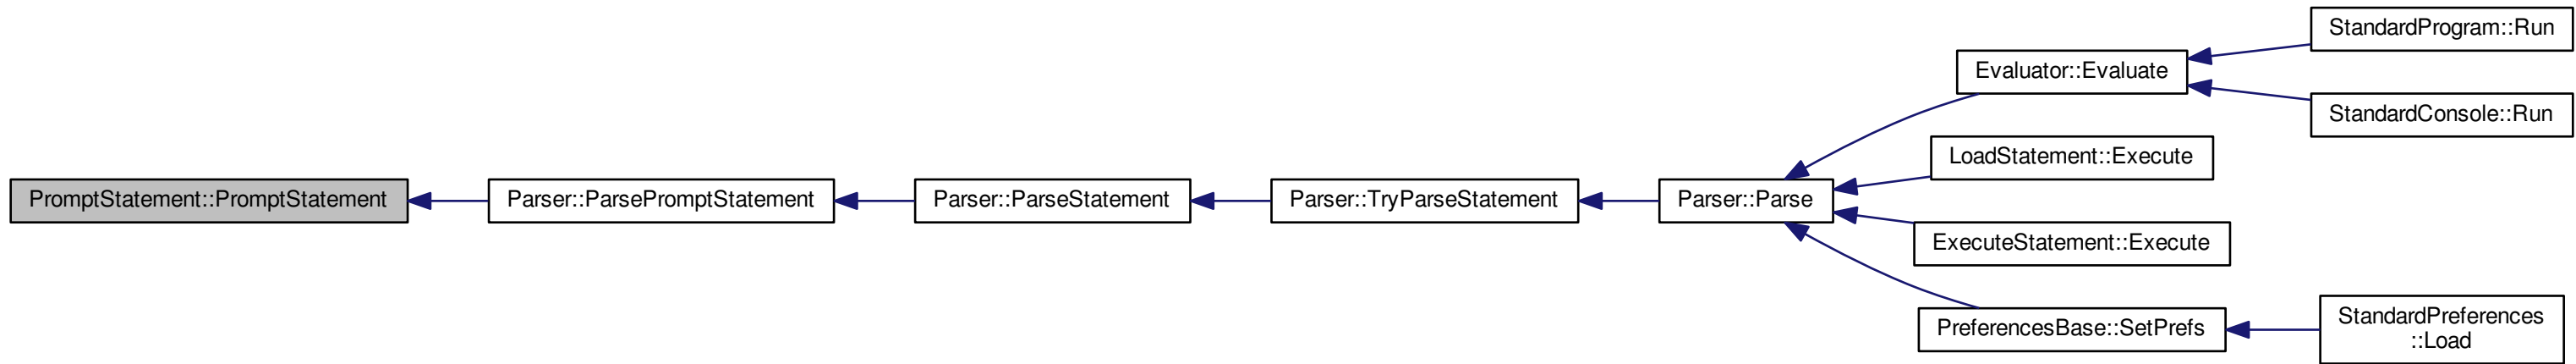 StandardProgram::Run
Evaluator::Evaluate
StandardConsole::Run
LoadStatement::Execute
PromptStatement::PromptStatement
Parser::ParsePromptStatement
Parser::ParseStatement
Parser::TryParseStatement
Parser::Parse
ExecuteStatement::Execute
PreferencesBase::SetPrefs
StandardPreferences
::Load